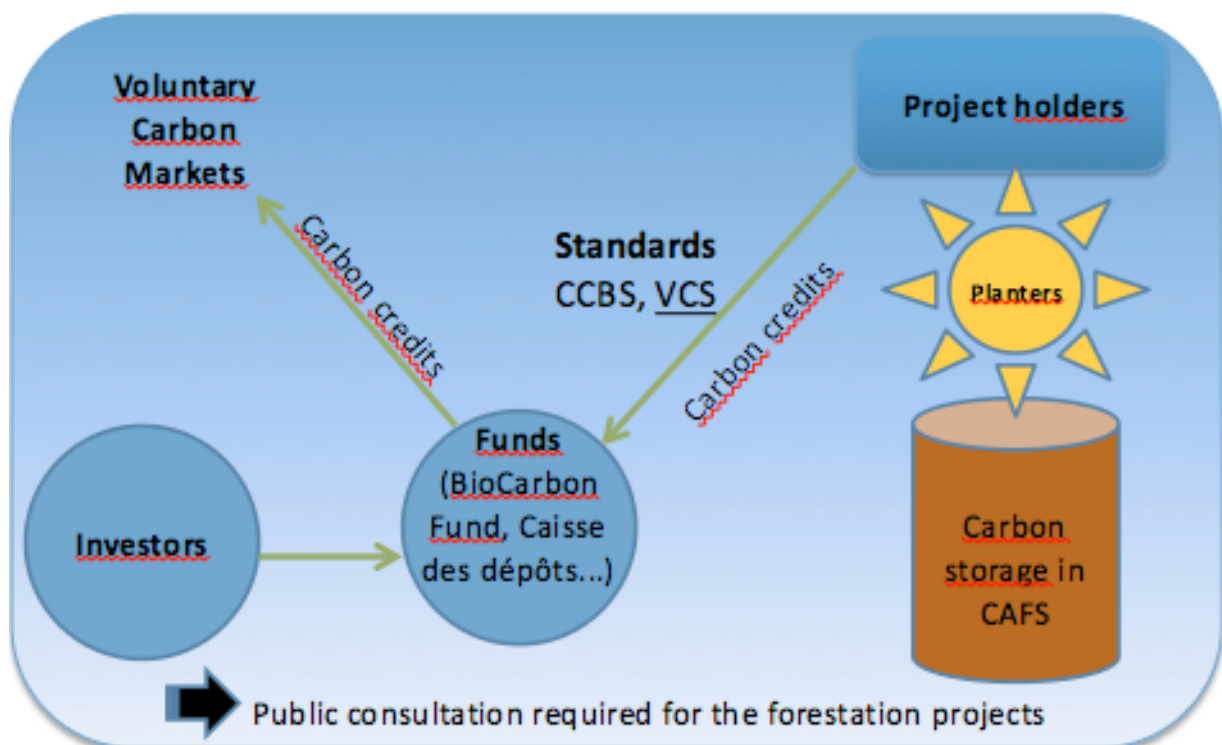 Voluntary
Carbon
Markets
Carbon credits
Standards
CCBS, VCS
Carbon credits
Project holders
Planters
Investors
Funds
(BioCarbon
Fund, Caisse
des dépôts...)
Carbon
storage in
CAFS
Public consultation required for the forestation projects